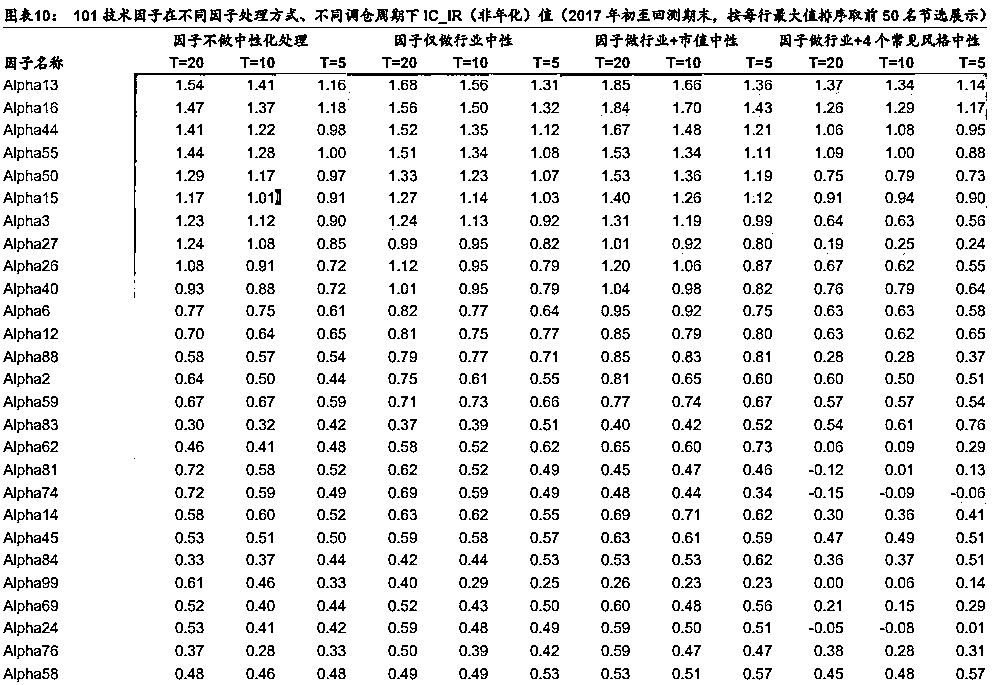 图表10: 101技术因子在不同因子处理方式、不同调仓周期下IC_IR(非年化)值(2017年初至回测期末,按每行最大值排序取前50名节选展示)
因子不做中性化处理 因子仅做行业中性 因子做行业+市值中性 因子做行业+4个常见风格中性
因子名称 T=20 T=10 T=5 T=20 T=10 T=5 T=20 T=10 T=5 T=20 T=10 T=5
Alpha13 1.54 1.41 1.16 1.68 1.56 1.31 1.85 1.66 1.36 1.37 1.34 1.14
Alpha16 1.47 1.37 1.18 1.56 1.50 1.32 1.84 1.70 1.43 1.26 1.29 1.17
Alpha44 1.41 1.22 0.98 1.52 1.35 1.12 1.67 1.48 1.21 1.06 1.08 0.95
Alpha55 1.44 1.28 1.00 1.51 1.34 1.08 1.53 1.34 1.11 1.09 1.00 0.88
Alpha50 1.29 1.17 0.97 1.33 1.23 1.07 1.53 1.36 1.19 0.75 0.79 0.73
Alpha15 1.17 1.01 0.91 1.27 1.14 1.03 1.40 1.26 1.12 0.91 0.94 0.90
Alpha3 1.23 1.12 0.90 1.24 1.13 0.92 1.31 1.19 0.99 0.64 0.63 0.56
Alpha27 1.24 1.08 0.85 0.99 0.95 0.82 1.01 0.92 0.80 0.19 0.25 0.24
Alpha26 1.08 0.91 0.72 1.12 0.95 0.79 1.20 1.06 0.87 0.67 0.62 0.55
Alpha40 0.93 0.88 0.72 1.01 0.95 0.79 1.04 0.98 0.82 0.76 0.79 0.64
Alpha6 0.77 0.75 0.61 0.82 0.77 0.64 0.95 0.92 0.75 0.63 0.63 0.58
Alpha12 0.70 0.64 0.65 0.81 0.75 0.77 0.85 0.79 0.80 0.63 0.62 0.65
Alpha88 0.58 0.57 0.54 0.79 0.77 0.71 0.85 0.83 0.81 0.28 0.28 0.37
Alpha2 0.64 0.50 0.44 0.75 0.61 0.55 0.81 0.65 0.60 0.60 0.50 0.51
Alpha59 0.67 0.67 0.59 0.71 0.73 0.66 0.77 0.74 0.67 0.57 0.57 0.54
Alpha83 0.30 0.32 0.42 0.37 0.39 0.51 0.40 0.42 0.52 0.54 0.61 0.76
Alpha62 0.46 0.41 0.48 0.58 0.52 0.62 0.65 0.60 0.73 0.06 0.09 0.29
Alpha81 0.72 0.58 0.52 0.62 0.52 0.49 0.45 0.47 0.46 -0.12 0.01 0.13
Alpha74 0.72 0.59 0.49 0.69 0.59 0.49 0.48 0.44 0.34 -0.15 -0.09 -0.06
Alpha14 0.58 0.60 0.52 0.63 0.62 0.55 0.69 0.71 0.62 0.30 0.36 0.41
Alpha45 0.53 0.51 0.50 0.59 0.58 0.57 0.63 0.61 0.59 0.47 0.49 0.51
Alpha84 0.33 0.37 0.44 0.42 0.44 0.53 0.53 0.53 0.62 0.36 0.37 0.51
Alpha99 0.61 0.46 0.33 0.40 0.29 0.25 0.26 0.23 0.23 0.00 0.06 0.14
Alpha69 0.52 0.40 0.44 0.52 0.43 0.50 0.60 0.48 0.56 0.21 0.15 0.29
Alpha24 0.53 0.41 0.42 0.59 0.48 0.49 0.59 0.50 0.51 -0.05 -0.08 0.01
Alpha76 0.37 0.28 0.33 0.50 0.39 0.42 0.59 0.47 0.47 0.38 0.28 0.31
Alpha58 0.48 0.46 0.48 0.49 0.49 0.53 0.53 0.51 0.57 0.45 0.48 0.57